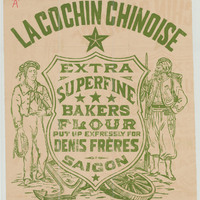 A
LA COCHIN CHINOISE
EXTRA
SUPERFINE
BAKERS
FLOUR
PUT UP EXPRESSLY FOR
DENIS FRÈRES
SAIGON